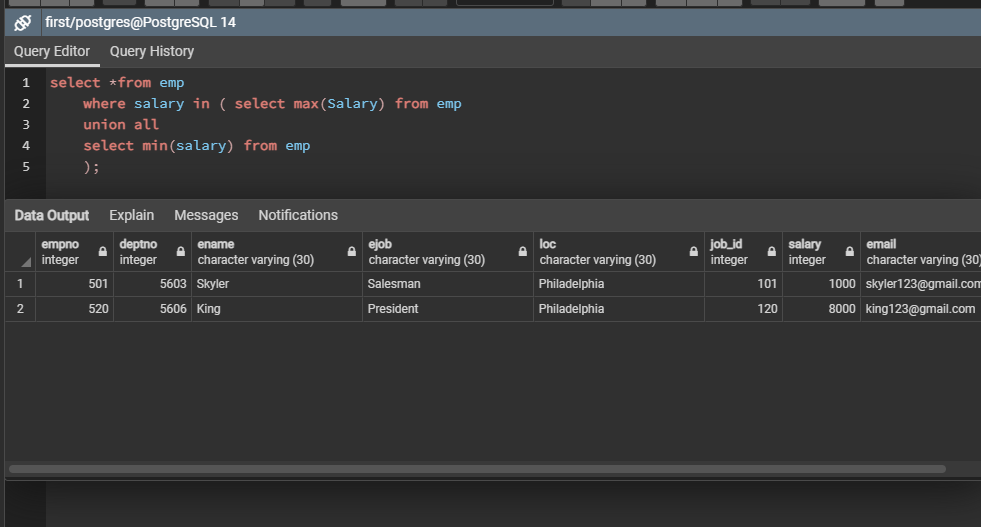 first/postgres@PostgreSQL 14
Query Editor Query History
1 select *from emp
2 where salary in ( select max(Salary) from emp
3 union all
4 select min(salary) from emp
5 );
Data Output Explain Messages Notifications
empno deptno ename ejob loc job_id salary email
integer integer character varying (30) character varying (30) character varying (30) integer integer character varying (30)
1 501 5603 Skyler Salesman Philadelphia 101 1000 skyler123@gmail.com
2 520 5606 King President Philadelphia 120 8000 king123@gmail.com